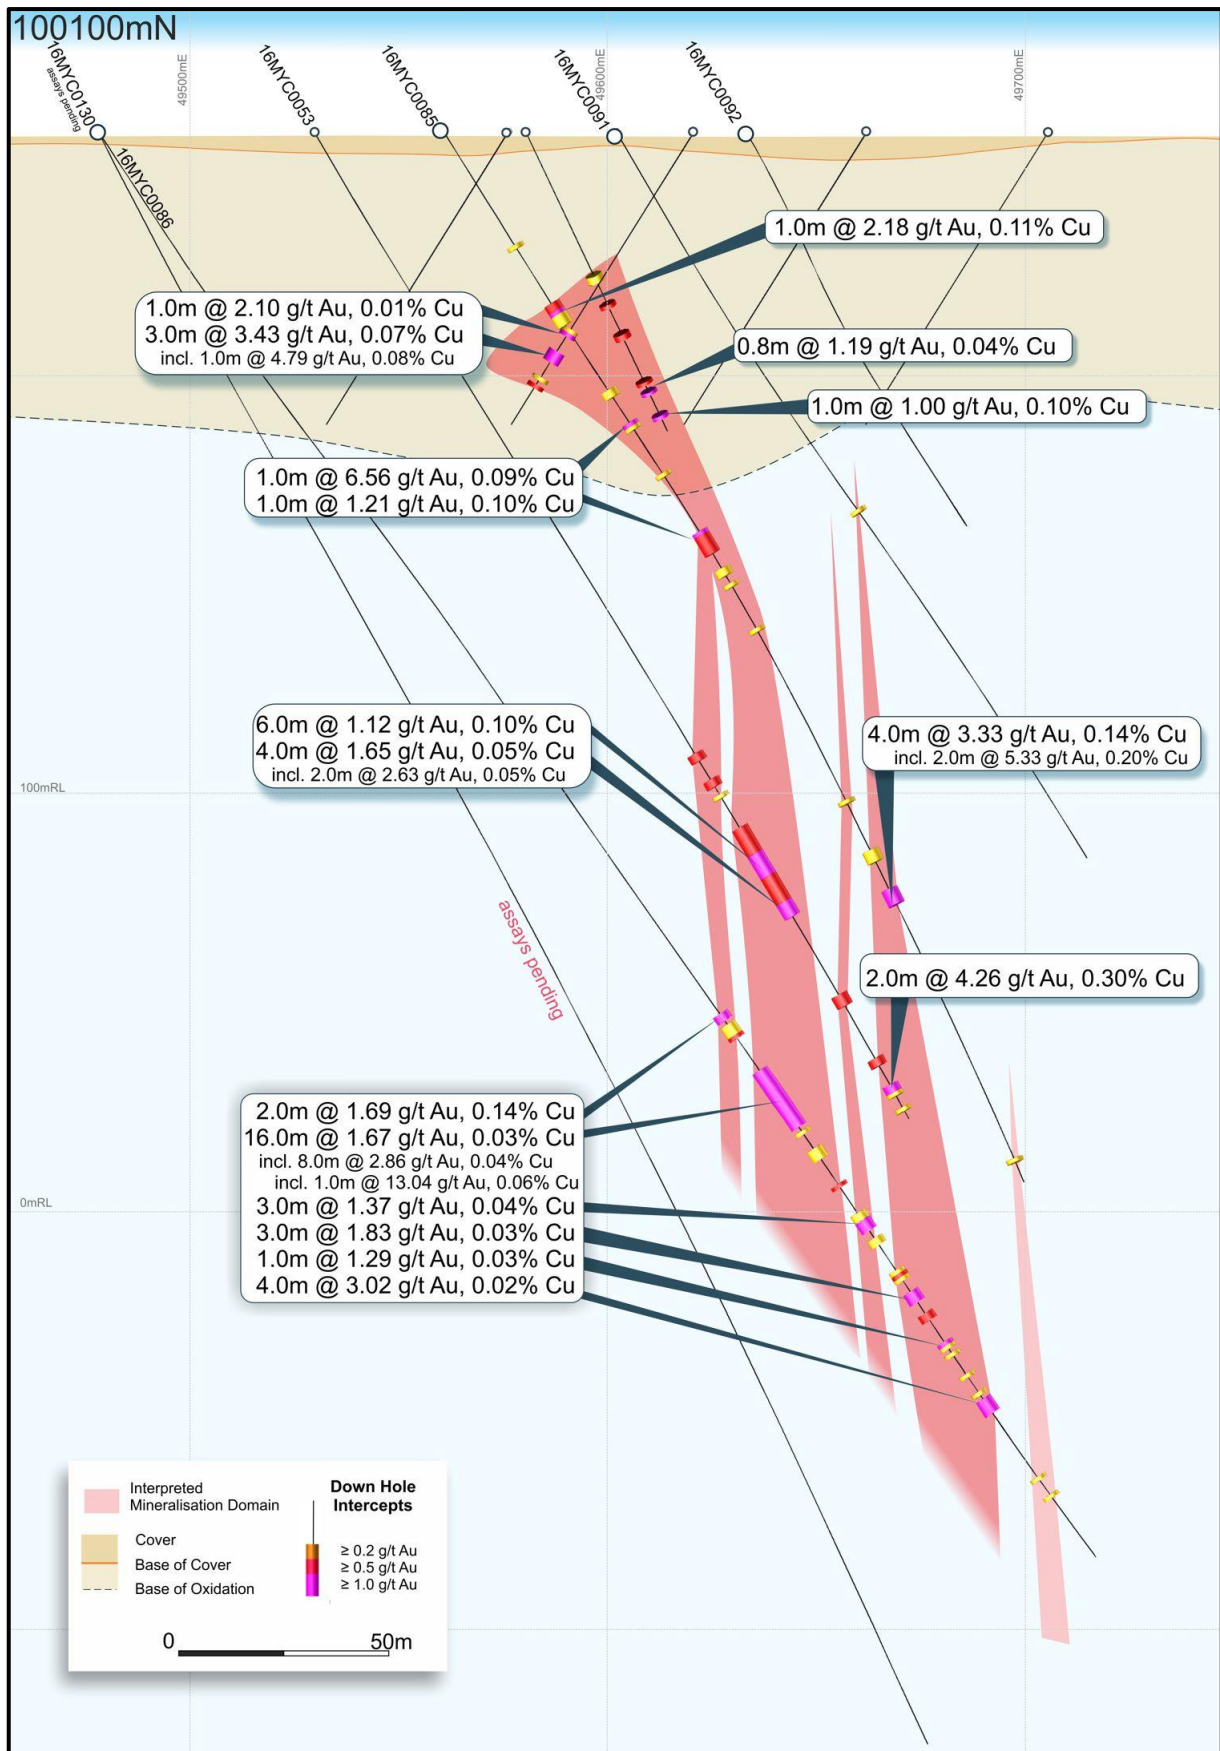 100100mN
16MYC0130
assays pending
16MYC0086
49500mE
16MYC0053
16MYC0085
16MYC0091
49600mE
16MYC0092
49700mE
1.0m @ 2.18 g/t Au, 0.11% Cu
1.0m @ 2.10 g/t Au, 0.01% Cu
3.0m @ 3.43 g/t Au, 0.07% Cu
incl. 1.0m @ 4.79 g/t Au, 0.08% Cu
0.8m @ 1.19 g/t Au, 0.04% Cu
1.0m @ 1.00 g/t Au, 0.10% Cu
1.0m @ 6.56 g/t Au, 0.09% Cu
1.0m @ 1.21 g/t Au, 0.10% Cu
6.0m @ 1.12 g/t Au, 0.10% Cu
4.0m @ 1.65 g/t Au, 0.05% Cu
incl. 2.0m @ 2.63 g/t Au, 0.05% Cu
4.0m @ 3.33 g/t Au, 0.14% Cu
incl. 2.0m @ 5.33 g/t Au, 0.20% Cu
100mRL
assays pending
2.0m @ 4.26 g/t Au, 0.30% Cu
2.0m @ 1.69 g/t Au, 0.14% Cu
16.0m @ 1.67 g/t Au, 0.03% Cu
incl. 8.0m @ 2.86 g/t Au, 0.04% Cu
incl. 1.0m @ 13.04 g/t Au, 0.06% Cu
3.0m @ 1.37 g/t Au, 0.04% Cu
3.0m @ 1.83 g/t Au, 0.03% Cu
1.0m @ 1.29 g/t Au, 0.03% Cu
4.0m @ 3.02 g/t Au, 0.02% Cu
0mRL
Interpreted
Mineralisation Domain
Cover
Base of Cover
Base of Oxidation
Down Hole
Intercepts
≥ 0.2 g/t Au
≥ 0.5 g/t Au
≥ 1.0 g/t Au
0 50m